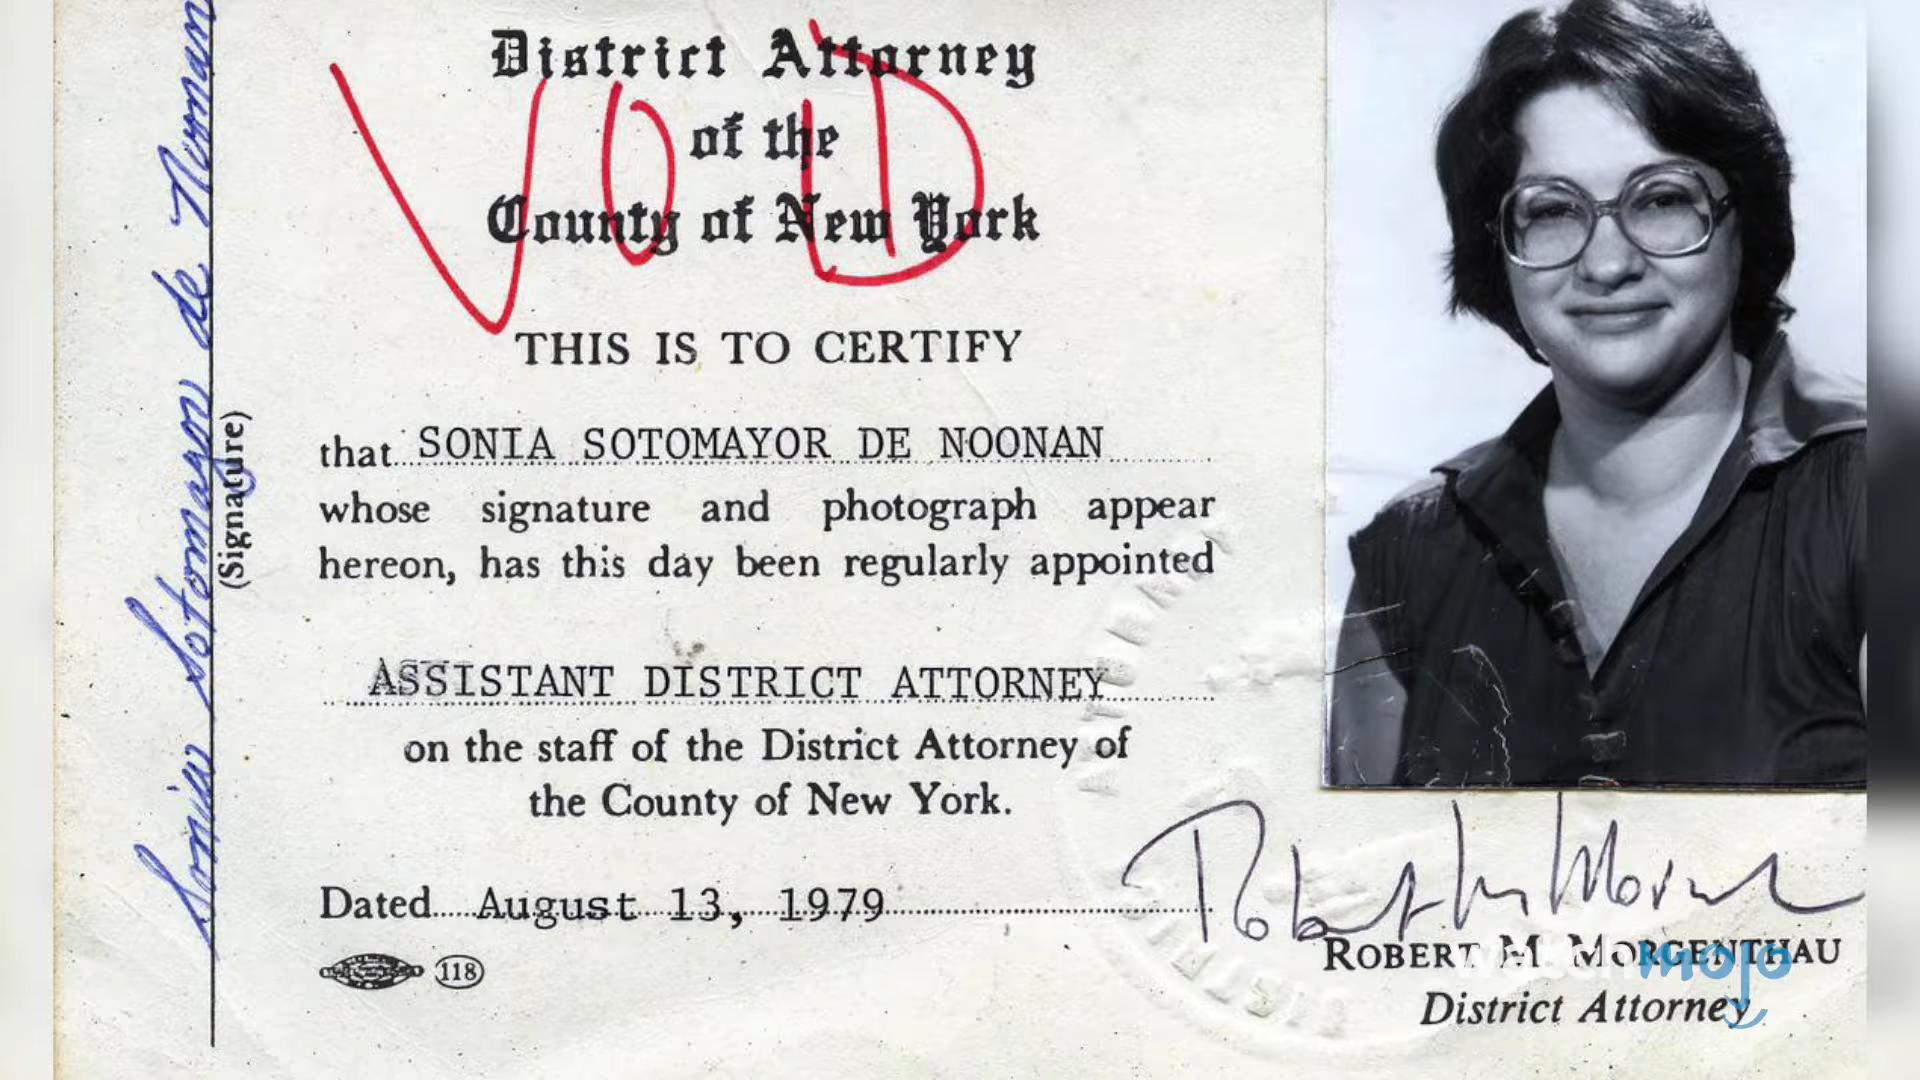 District Attorney
of the
County of New York
VOID
THIS IS TO CERTIFY
that SONIA SOTOMAYOR DE NOONAN
whose signature and photograph appear
hereon, has this day been regularly appointed
ASSISTANT DISTRICT ATTORNEY
on the staff of the District Attorney of
the County of New York.
Dated August 13, 1979
118
Sonia Sotomayor de Noonan
(Signature)
ROBERT M. MORGENTHAU
District Attorney
watchmojo